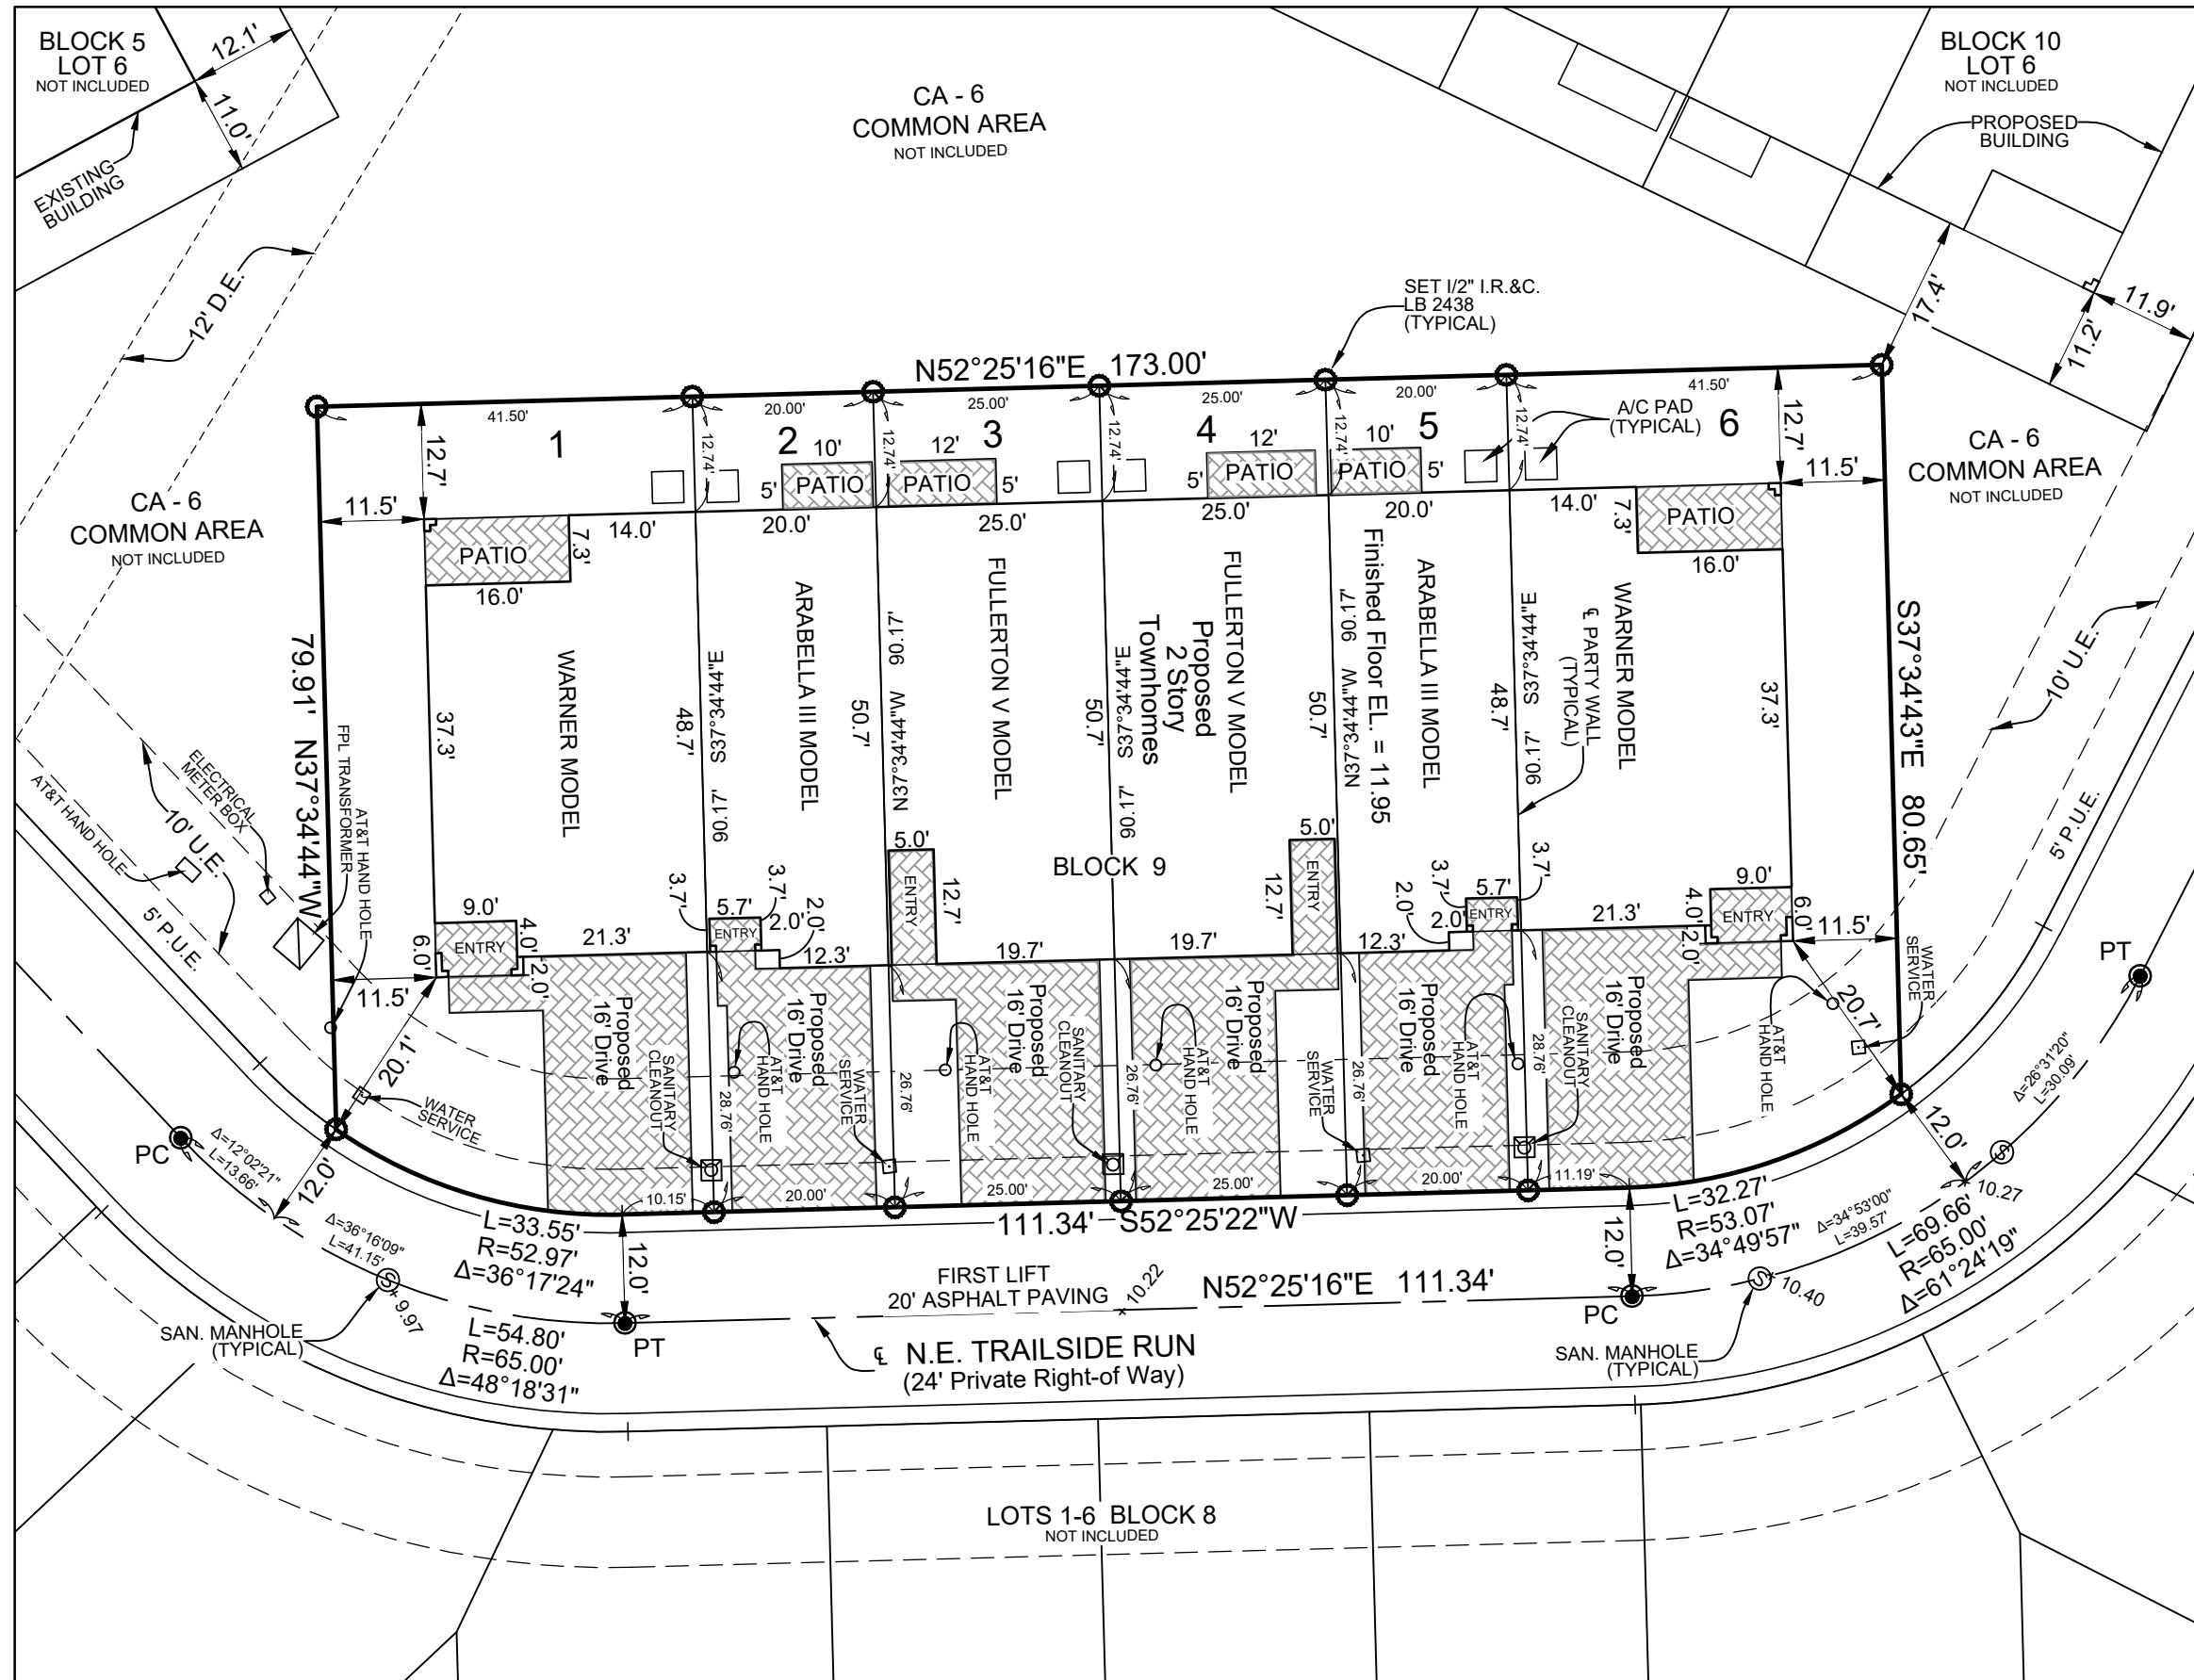 BLOCK 5
LOT 6
NOT INCLUDED
12.1'
11.0'
EXISTING
BUILDING
12' D.E.
CA - 6
COMMON AREA
NOT INCLUDED
BLOCK 10
LOT 6
NOT INCLUDED
PROPOSED
BUILDING
17.4'
11.2'
11.9'
SET I/2" I.R.&C.
LB 2438
(TYPICAL)
N52°25'16"E 173.00'
41.50'
20.00'
25.00'
25.00'
20.00'
41.50'
1
2
3
4
5
6
A/C PAD
(TYPICAL)
12.7'
12.74'
12.74'
12.74'
12.74'
12.74'
12.7'
10'
12'
12'
10'
5'
PATIO
PATIO
5'
5'
PATIO
PATIO
5'
CA - 6
COMMON AREA
NOT INCLUDED
CA - 6
COMMON AREA
NOT INCLUDED
11.5'
11.5'
PATIO
7.3'
16.0'
14.0'
20.0'
25.0'
25.0'
20.0'
14.0'
7.3'
PATIO
16.0'
79.91' N37°34'44"W
S37°34'43"E 80.65'
37.3'
WARNER MODEL
48.7'
S37°34'44"E 90.17'
ARABELLA III MODEL
50.7'
N37°34'44"W 90.17'
FULLERTON V MODEL
50.7'
S37°34'44"E 90.17'
Proposed
2 Story
Townhomes
FULLERTON V MODEL
50.7'
N37°34'44"W 90.17'
Finished Floor EL. = 11.95
ARABELLA III MODEL
48.7'
S37°34'44"E 90.17'
℄ PARTY WALL
(TYPICAL)
WARNER MODEL
37.3'
BLOCK 9
10' U.E.
5' P.U.E.
FPL TRANSFORMER
AT&T HAND HOLE
ELECTRICAL
METER BOX
AT&T HAND HOLE
10' U.E.
5' P.U.E.
9.0'
ENTRY
4.0'
6.0'
2.0'
21.3'
3.7'
5.7'
ENTRY
3.7'
2.0'
2.0'
12.3'
5.0'
ENTRY
12.7'
19.7'
19.7'
12.7'
5.0'
ENTRY
12.3'
2.0'
2.0'
3.7'
5.7'
ENTRY
3.7'
21.3'
9.0'
ENTRY
4.0'
2.0'
6.0'
11.5'
11.5'
20.1'
20.7'
Proposed
16' Drive
Proposed
16' Drive
Proposed
16' Drive
Proposed
16' Drive
Proposed
16' Drive
Proposed
16' Drive
SANITARY
CLEANOUT
AT&T
HAND HOLE
WATER
SERVICE
AT&T
HAND HOLE
SANITARY
CLEANOUT
AT&T
HAND HOLE
WATER
SERVICE
AT&T
HAND HOLE
SANITARY
CLEANOUT
AT&T
HAND HOLE
WATER
SERVICE
WATER
SERVICE
28.76'
26.76'
26.76'
26.76'
28.76'
10.15'
20.00'
25.00'
25.00'
20.00'
11.19'
111.34' S52°25'22"W
PC
Δ=12°02'21"
L=13.66'
12.0'
Δ=36°16'09"
L=41.15'
L=33.55'
R=52.97'
Δ=36°17'24"
12.0'
S
9.97
SAN. MANHOLE
(TYPICAL)
L=54.80'
R=65.00'
Δ=48°18'31"
PT
FIRST LIFT
20' ASPHALT PAVING
10.22
N52°25'16"E 111.34'
℄ N.E. TRAILSIDE RUN
(24' Private Right-of Way)
12.0'
PC
L=32.27'
R=53.07'
Δ=34°49'57"
Δ=34°53'00"
L=39.57'
S
10.40
SAN. MANHOLE
(TYPICAL)
L=69.66'
R=65.00'
Δ=61°24'19"
12.0'
S
10.27
Δ=26°31'20"
L=30.09'
PT
LOTS 1-6 BLOCK 8
NOT INCLUDED